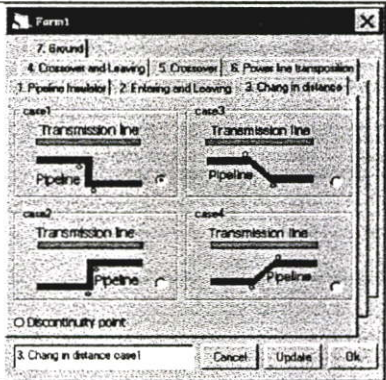 Form1
7. Ground
4. Crossover and Leaving 5. Crossover 6. Power line transposition
1. Pipeline Insulator 2. Entering and Leaving 3. Chang in distance
case1
Transmission line
Pipeline
case3
Transmission line
Pipeline
case2
Transmission line
Pipeline
case4
Transmission line
Pipeline
O Discontinuity point
3. Chang in distance case1
Cancel Update Ok